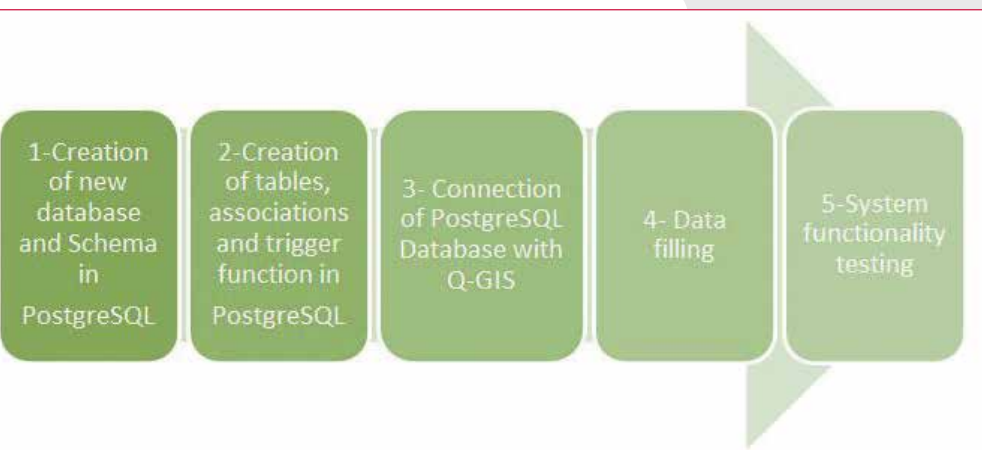 1-Creation
of new
database
and Schema
in
PostgreSQL
2-Creation
of tables,
associations
and trigger
function in
PostgreSQL
3- Connection
of PostgreSQL
Database with
Q-GIS
4- Data
filling
5-System
functionality
testing